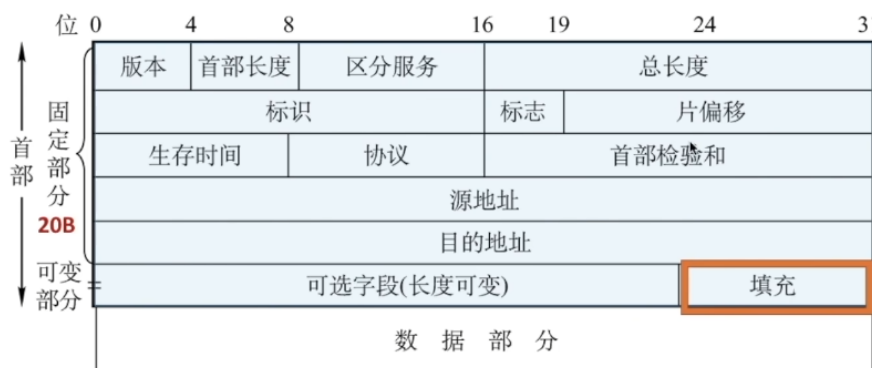 位 0 4 8 16 19 24 3
版本 首部长度 区分服务 总长度
标识 标志 片偏移
生存时间 协议 首部检验和
源地址
目的地址
可选字段(长度可变) 填充
数据部分
首部
固定部分
20B
可变部分